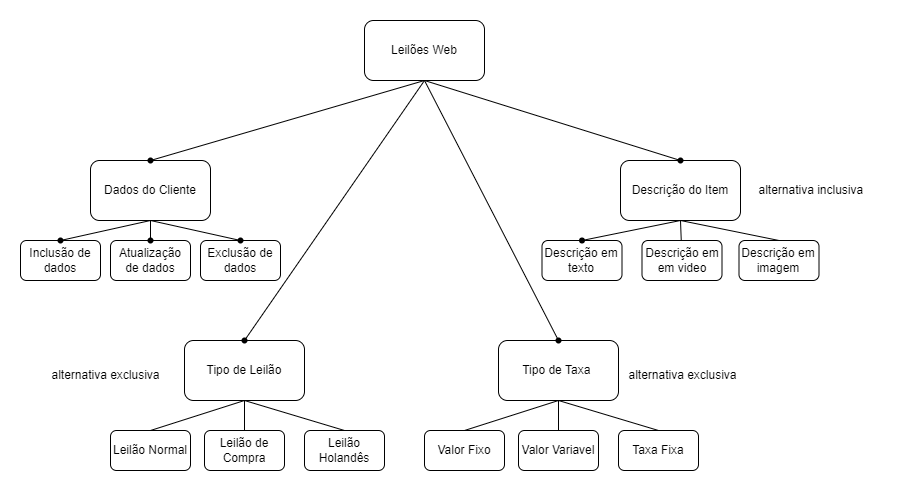 Leilões Web
Dados do Cliente
Descrição do Item
alternativa inclusiva
Inclusão de
dados
Atualização
de dados
Exclusão de
dados
Descrição em
texto
Descrição em
em video
Descrição em
imagem
alternativa exclusiva
Tipo de Leilão
Tipo de Taxa
alternativa exclusiva
Leilão Normal
Leilão de
Compra
Leilão
Holandês
Valor Fixo
Valor Variavel
Taxa Fixa